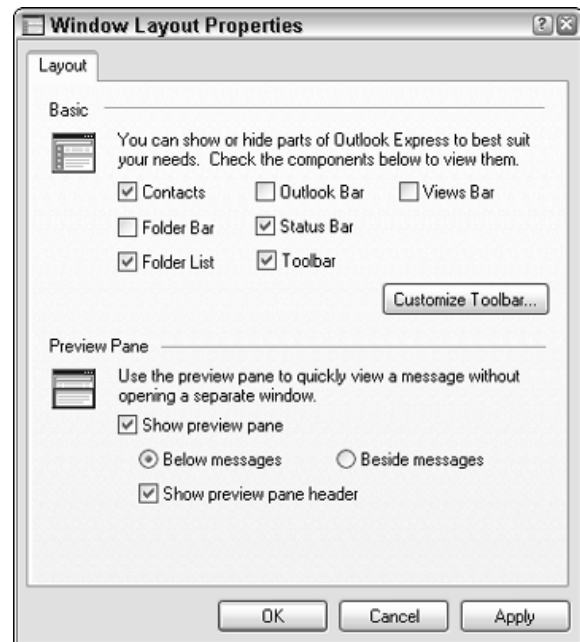 Window Layout Properties
Layout
Basic
You can show or hide parts of Outlook Express to best suit
your needs. Check the components below to view them.
Contacts Outlook Bar Views Bar
Folder Bar Status Bar
Folder List Toolbar
Customize Toolbar...
Preview Pane
Use the preview pane to quickly view a message without
opening a separate window.
Show preview pane
Below messages Beside messages
Show preview pane header
OK Cancel Apply